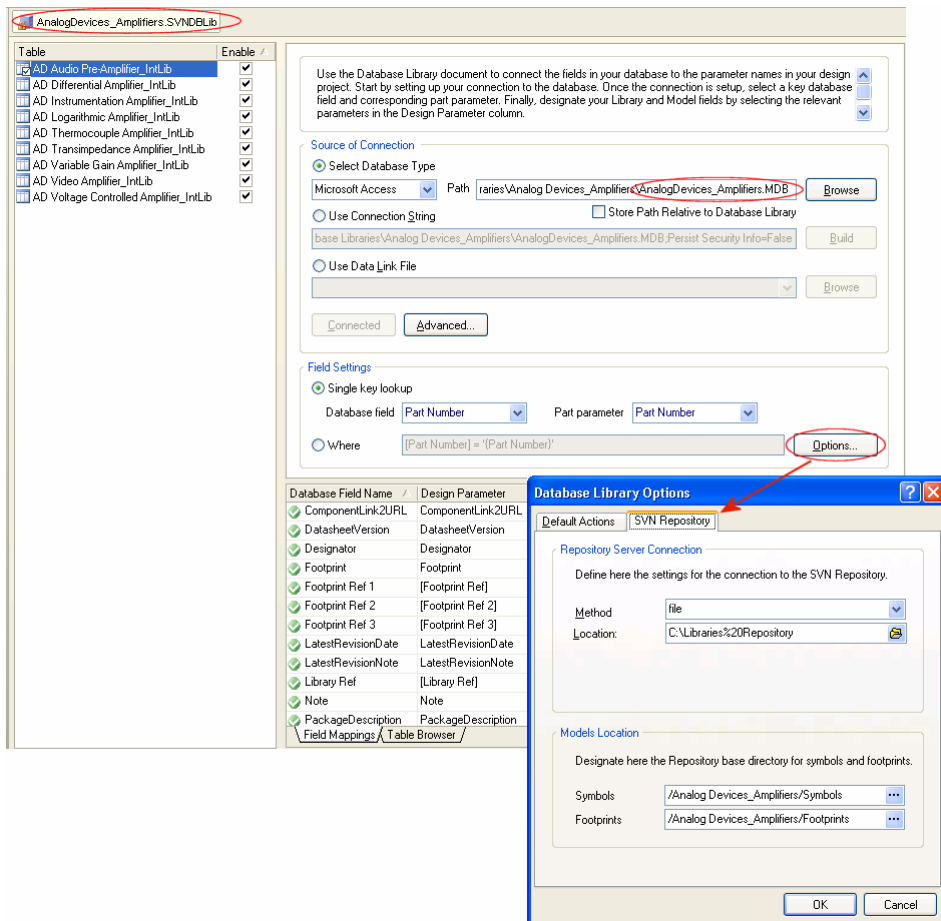 AnalogDevices_Amplifiers.SVNDBLib
Table Enable
AD Audio Pre-Amplifier_IntLib
AD Differential Amplifier_IntLib
AD Instrumentation Amplifier_IntLib
AD Logarithmic Amplifier_IntLib
AD Thermocouple Amplifier_IntLib
AD Transimpedance Amplifier_IntLib
AD Variable Gain Amplifier_IntLib
AD Video Amplifier_IntLib
AD Voltage Controlled Amplifier_IntLib
Use the Database Library document to connect the fields in your database to the parameter names in your design
project. Start by setting up your connection to the database. Once the connection is setup, select a key database
field and corresponding part parameter. Finally, designate your Library and Model fields by selecting the relevant
parameters in the Design Parameter column.
Source of Connection
Select Database Type
Microsoft Access Path raries\Analog Devices_Amplifiers\AnalogDevices_Amplifiers.MDB Browse
Use Connection String Store Path Relative to Database Library
base Libraries\Analog Devices_Amplifiers\AnalogDevices_Amplifiers.MDB;Persist Security Info=False Build
Use Data Link File
Browse
Connected Advanced...
Field Settings
Single key lookup
Database field Part Number Part parameter Part Number
Where [Part Number] = '{Part Number}' Options...
Database Field Name Design Parameter
ComponentLink2URL ComponentLink2URL
DatasheetVersion DatasheetVersion
Designator Designator
Footprint Footprint
Footprint Ref 1 [Footprint Ref]
Footprint Ref 2 [Footprint Ref 2]
Footprint Ref 3 [Footprint Ref 3]
LatestRevisionDate LatestRevisionDate
LatestRevisionNote LatestRevisionNote
Library Ref [Library Ref]
Note Note
PackageDescription PackageDescription
Field Mappings Table Browser
Database Library Options
Default Actions SVN Repository
Repository Server Connection
Define here the settings for the connection to the SVN Repository.
Method file
Location: C:\Libraries%20Repository
Models Location
Designate here the Repository base directory for symbols and footprints.
Symbols /Analog Devices_Amplifiers/Symbols ...
Footprints /Analog Devices_Amplifiers/Footprints ...
OK Cancel